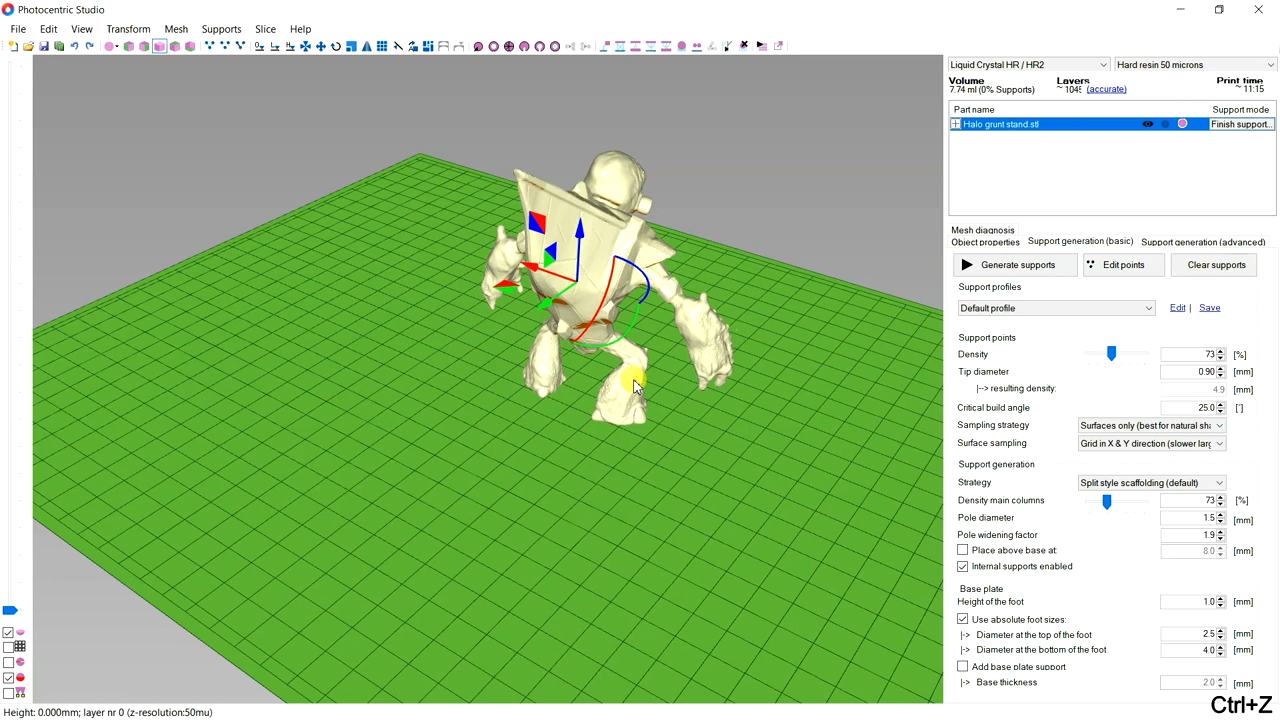 Photocentric Studio
File Edit View Transform Mesh Supports Slice Help
Liquid Crystal HR / HR2 Hard resin 50 microns
Volume Layers Print time
7.74 ml (0% Supports) ~ 1045 (accurate) ~ 11:15
Part name Support mode
Halo grunt stand.stl Finish support...
Mesh diagnosis
Object properties Support generation (basic) Support generation (advanced)
Generate supports Edit points Clear supports
Support profiles
Default profile Edit | Save
Support points
Density 73 [%]
Tip diameter 0.90 [mm]
|--> resulting density: 4.9 [mm]
Critical build angle 25.0 [°]
Sampling strategy Surfaces only (best for natural sha
Surface sampling Grid in X & Y direction (slower larg
Support generation
Strategy Split style scaffolding (default)
Density main columns 73 [%]
Pole diameter 1.5 [mm]
Pole widening factor 1.9 [mm]
Place above base at: 8.0 [mm]
Internal supports enabled
Base plate
Height of the foot 1.0 [mm]
Use absolute foot sizes:
|-> Diameter at the top of the foot 2.5 [mm]
|-> Diameter at the bottom of the foot 4.0 [mm]
Add base plate support
|-> Base thickness 2.0 [mm]
Ctrl+Z
Height: 0.000mm; layer nr 0 (z-resolution:50mu)